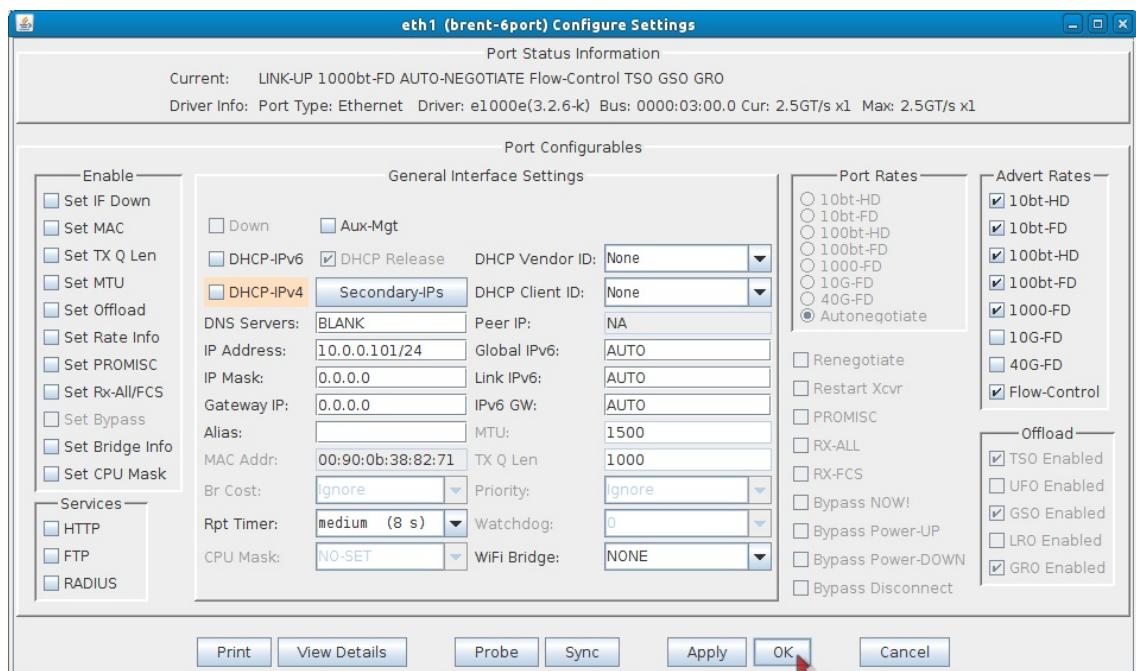 eth1 (brent-6port) Configure Settings
Port Status Information
Current: LINK-UP 1000bt-FD AUTO-NEGOTIATE Flow-Control TSO GSO GRO
Driver Info: Port Type: Ethernet Driver: e1000e(3.2.6-k) Bus: 0000:03:00.0 Cur: 2.5GT/s x1 Max: 2.5GT/s x1
Port Configurables
Enable
Set IF Down
Set MAC
Set TX Q Len
Set MTU
Set Offload
Set Rate Info
Set PROMISC
Set Rx-All/FCS
Set Bypass
Set Bridge Info
Set CPU Mask
Services
HTTP
FTP
RADIUS
General Interface Settings
Down Aux-Mgt
DHCP-IPv6 DHCP Release DHCP Vendor ID: None
DHCP-IPv4 Secondary-IPs DHCP Client ID: None
DNS Servers: BLANK Peer IP: NA
IP Address: 10.0.0.101/24 Global IPv6: AUTO
IP Mask: 0.0.0.0 Link IPv6: AUTO
Gateway IP: 0.0.0.0 IPv6 GW: AUTO
Alias: MTU: 1500
MAC Addr: 00:90:0b:38:82:71 TX Q Len 1000
Br Cost: Ignore Priority: Ignore
Rpt Timer: medium (8 s) Watchdog: 0
CPU Mask: NO-SET WiFi Bridge: NONE
Port Rates
10bt-HD
10bt-FD
100bt-HD
100bt-FD
1000-FD
10G-FD
40G-FD
Autonegotiate
Renegotiate
Restart Xcvr
PROMISC
RX-ALL
RX-FCS
Bypass NOW!
Bypass Power-UP
Bypass Power-DOWN
Bypass Disconnect
Advert Rates
10bt-HD
10bt-FD
100bt-HD
100bt-FD
1000-FD
10G-FD
40G-FD
Flow-Control
Offload
TSO Enabled
UFO Enabled
GSO Enabled
LRO Enabled
GRO Enabled
Print View Details Probe Sync Apply OK Cancel